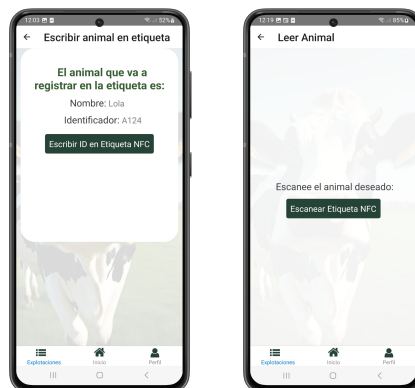 12:03 52%
← Escribir animal en etiqueta
El animal que va a
registrar en la etiqueta es:
Nombre: Lola
Identificador: A124
Escribir ID en Etiqueta NFC
Explotaciones Inicio Perfil
12:19 85%
← Leer Animal
Escanee el animal deseado:
Escanear Etiqueta NFC
Explotaciones Inicio Perfil